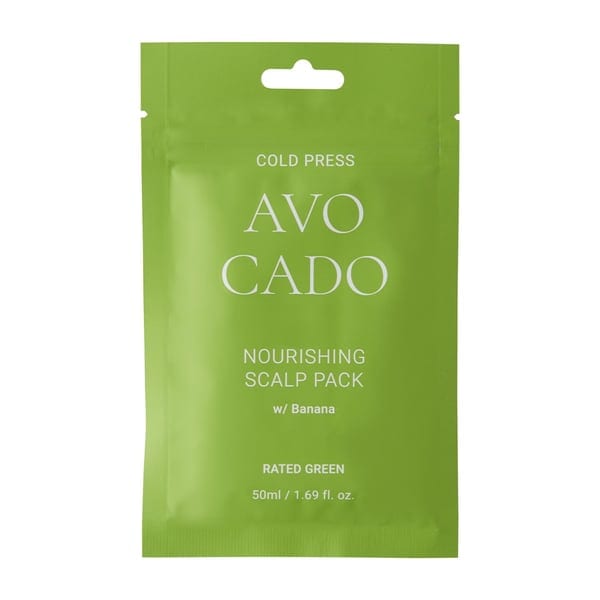 COLD PRESS
AVO
CADO
NOURISHING
SCALP PACK
w/ Banana
RATED GREEN
50ml / 1.69 fl. oz.